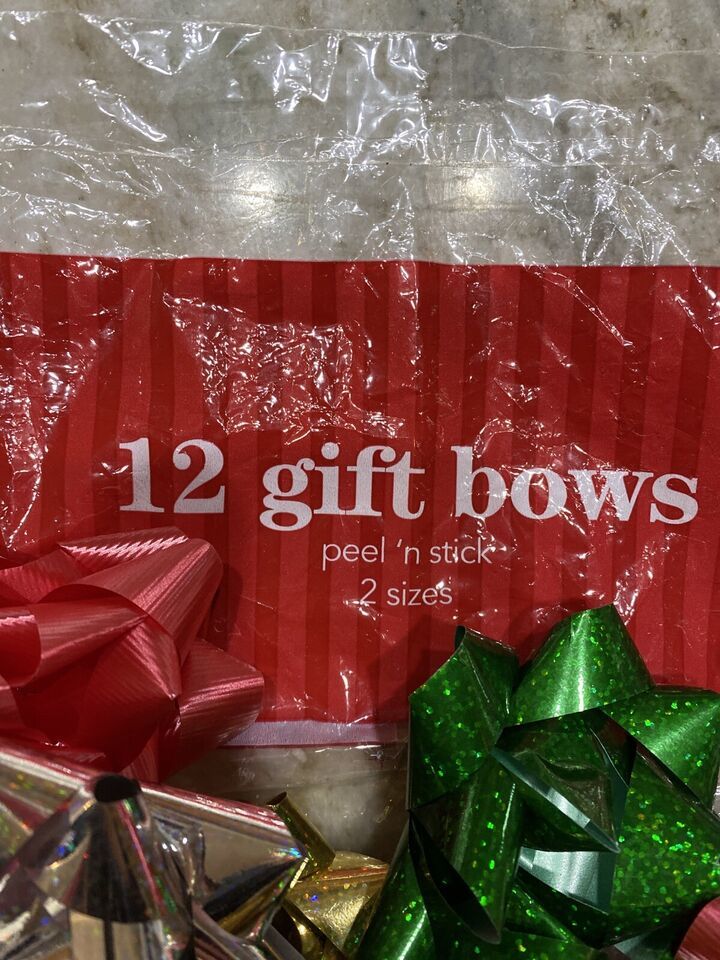 12 gift bows
peel ‘n stick
2 sizes